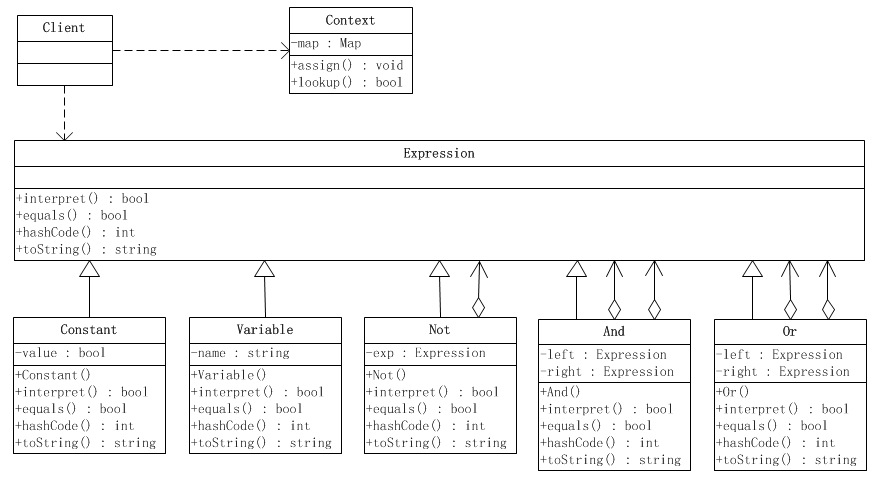 Client
Context
-map : Map
+assign() : void
+lookup() : bool
Expression
+interpret() : bool
+equals() : bool
+hashCode() : int
+toString() : string
Constant
-value : bool
+Constant()
+interpret() : bool
+equals() : bool
+hashCode() : int
+toString() : string
Variable
-name : string
+Variable()
+interpret() : bool
+equals() : bool
+hashCode() : int
+toString() : string
Not
-exp : Expression
+Not()
+interpret() : bool
+equals() : bool
+hashCode() : int
+toString() : string
And
-left : Expression
-right : Expression
+And()
+interpret() : bool
+equals() : bool
+hashCode() : int
+toString() : string
Or
-left : Expression
-right : Expression
+Or()
+interpret() : bool
+equals() : bool
+hashCode() : int
+toString() : string